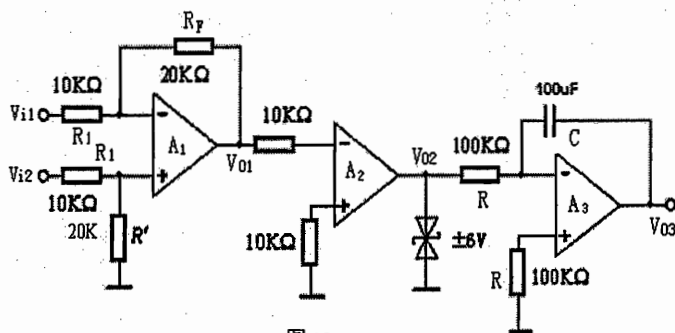 R_F
20KΩ
10KΩ
Vi1
R1
R1
Vi2
10KΩ
20K
R'
-
+
A1
V01
10KΩ
-
+
A2
10KΩ
V02
±6V
100KΩ
R
100uF
C
-
+
A3
R
100KΩ
V03